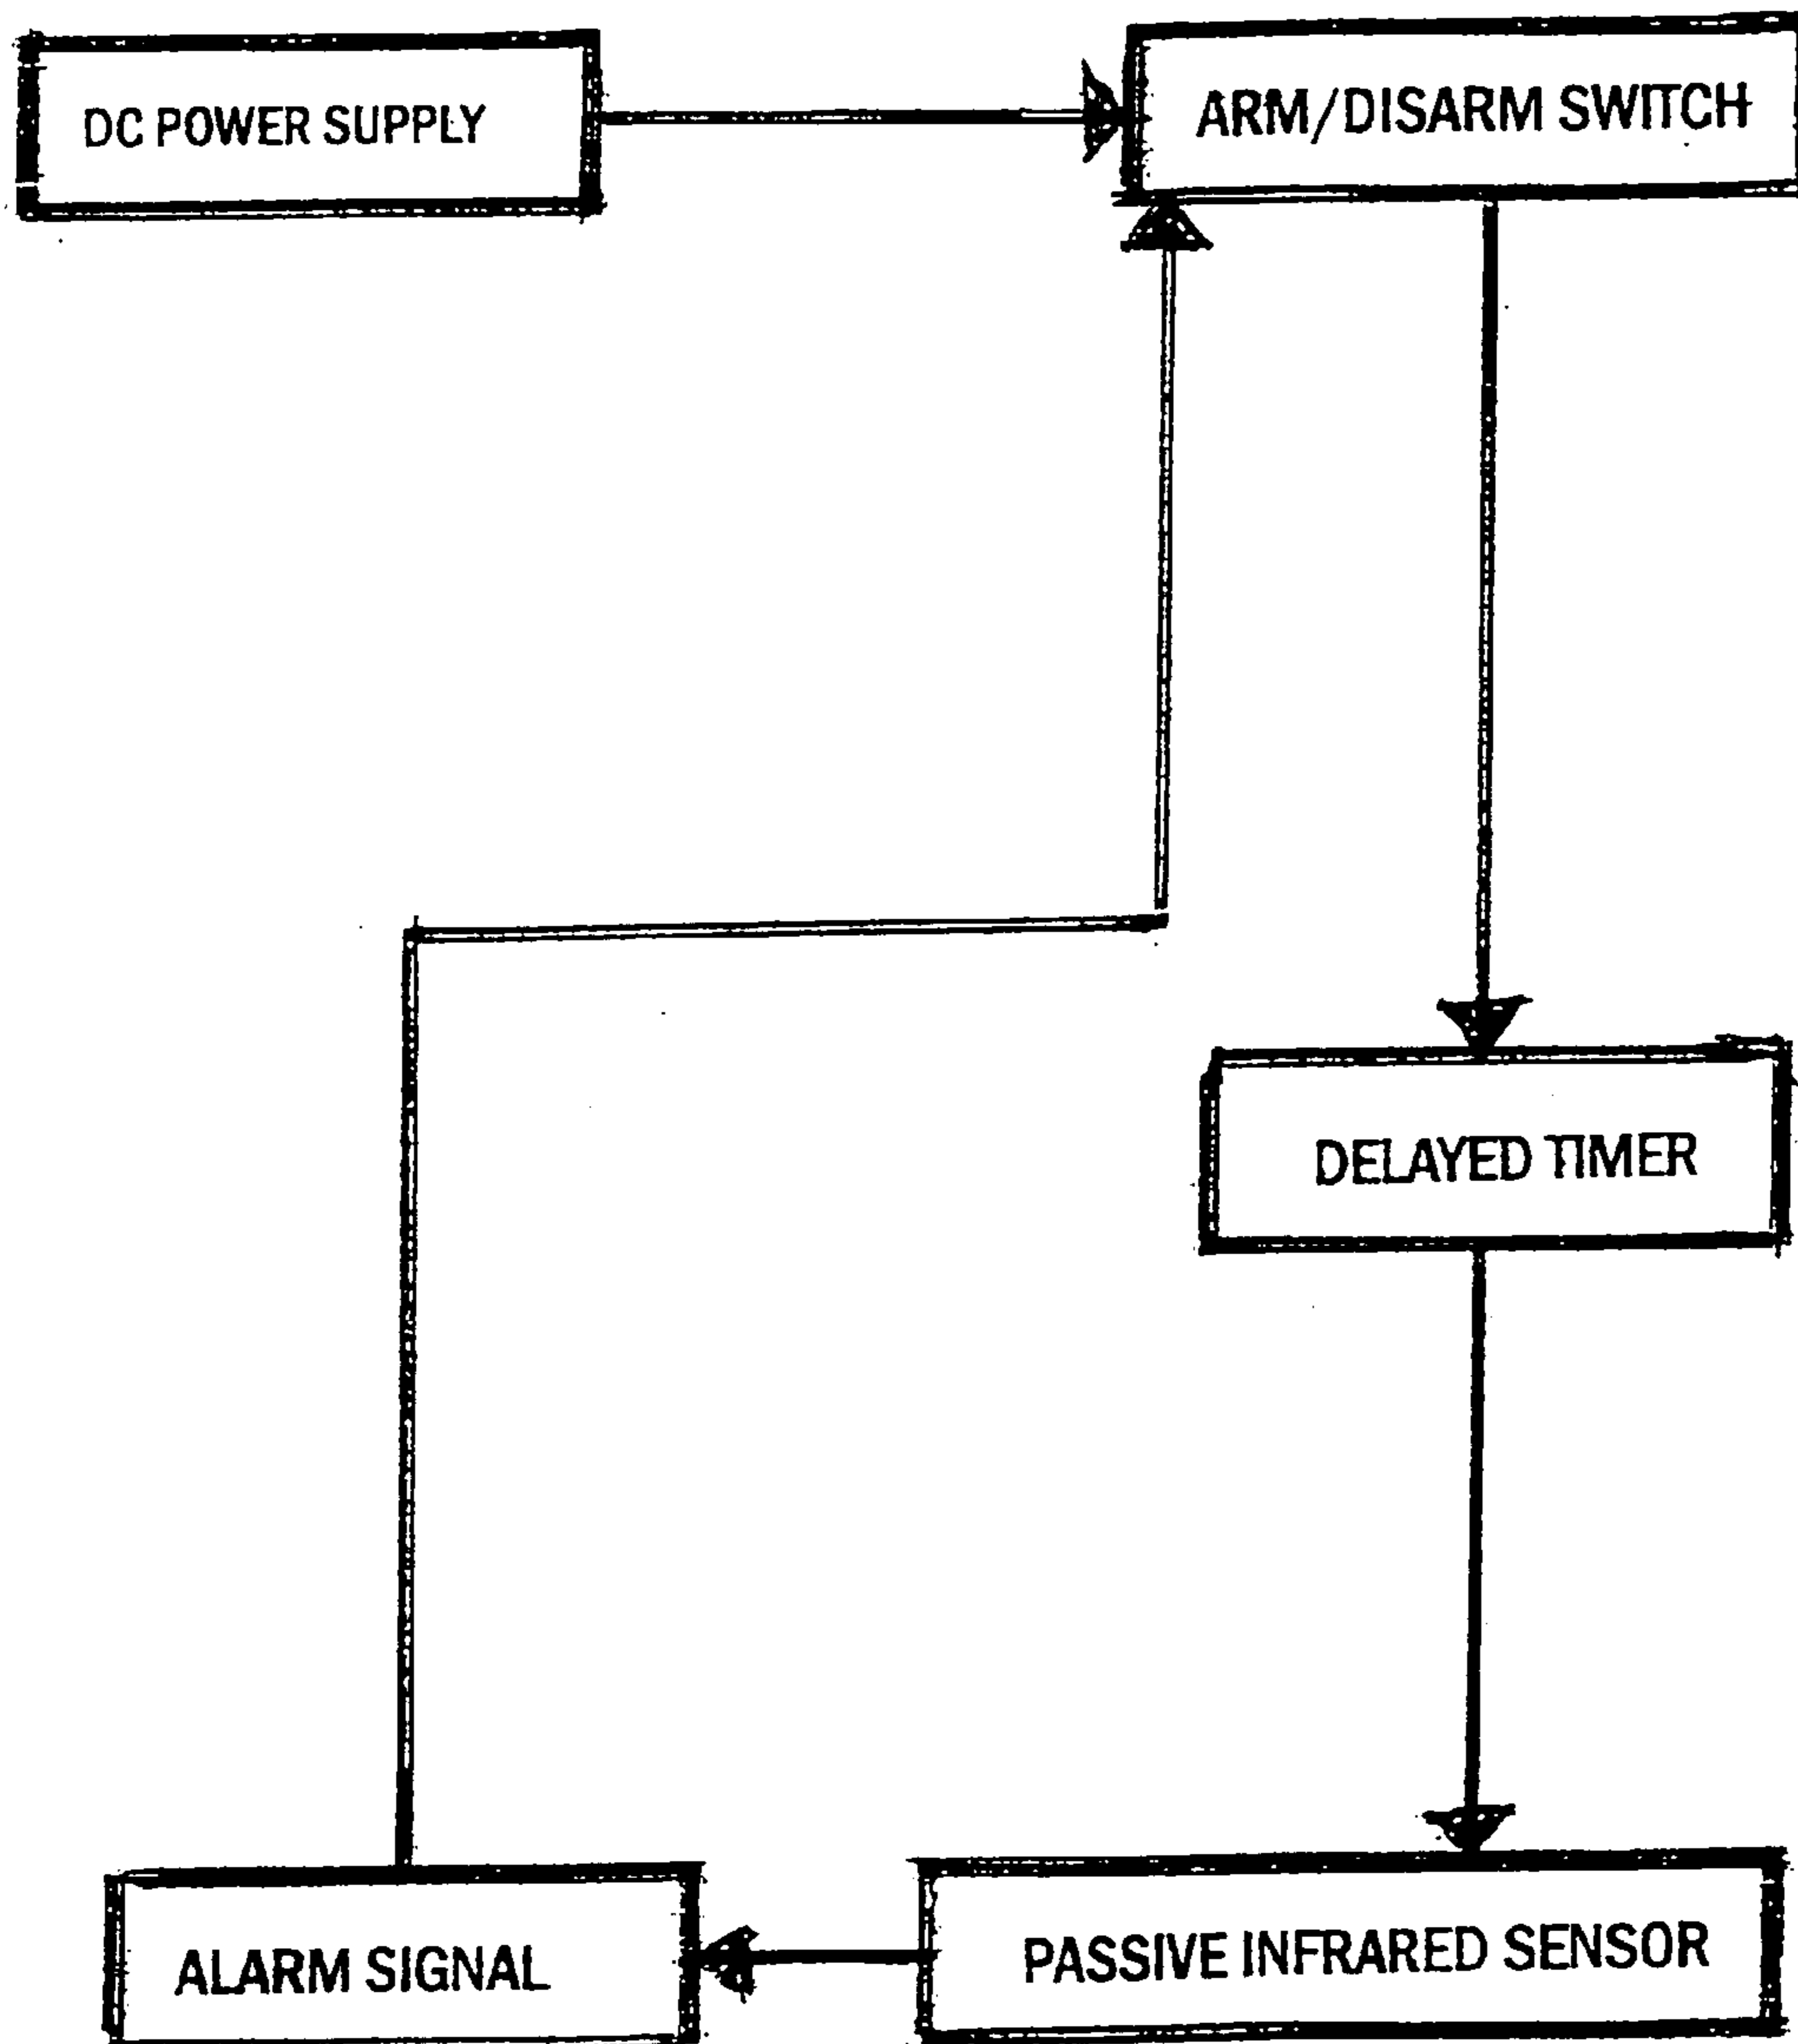 DC POWER SUPPLY
ARM/DISARM SWITCH
DELAYED TIMER
ALARM SIGNAL
PASSIVE INFRARED SENSOR